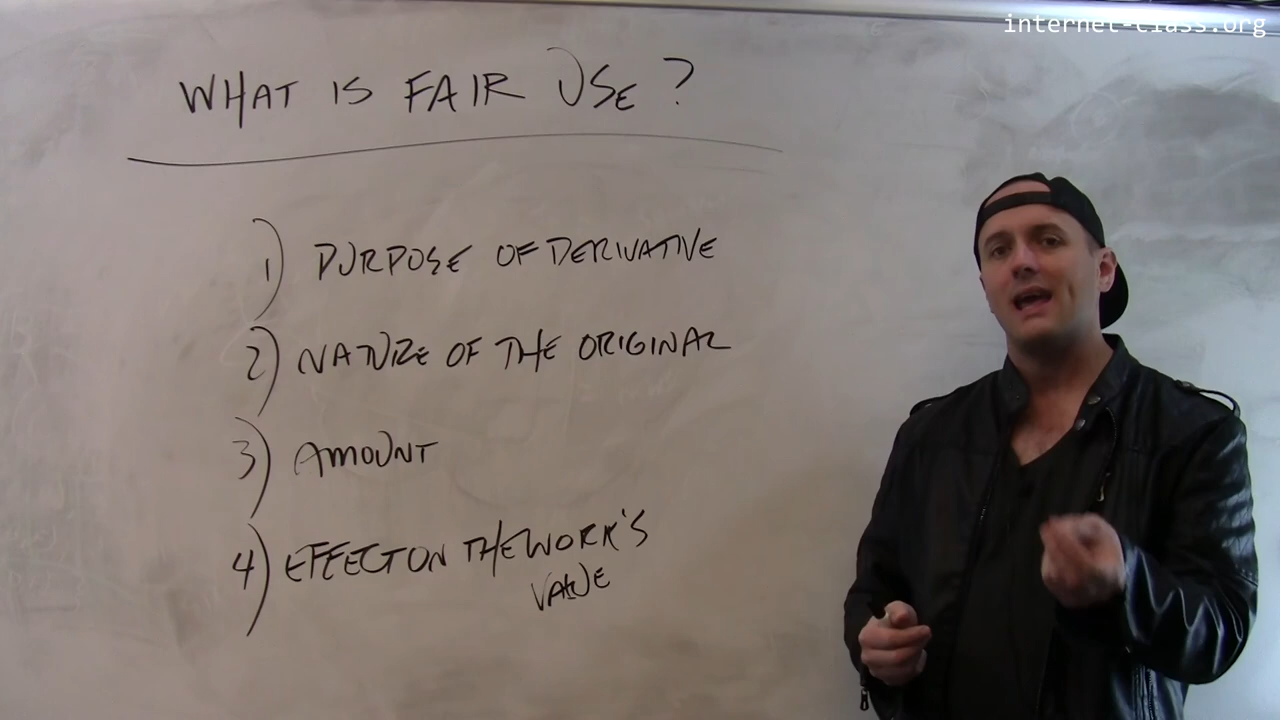 internet-class.org
WHAT IS FAIR USE?
1) PURPOSE OF DERIVATIVE
2) NATURE OF THE ORIGINAL
3) AMOUNT
4) EFFECT ON THE WORK'S
VALUE